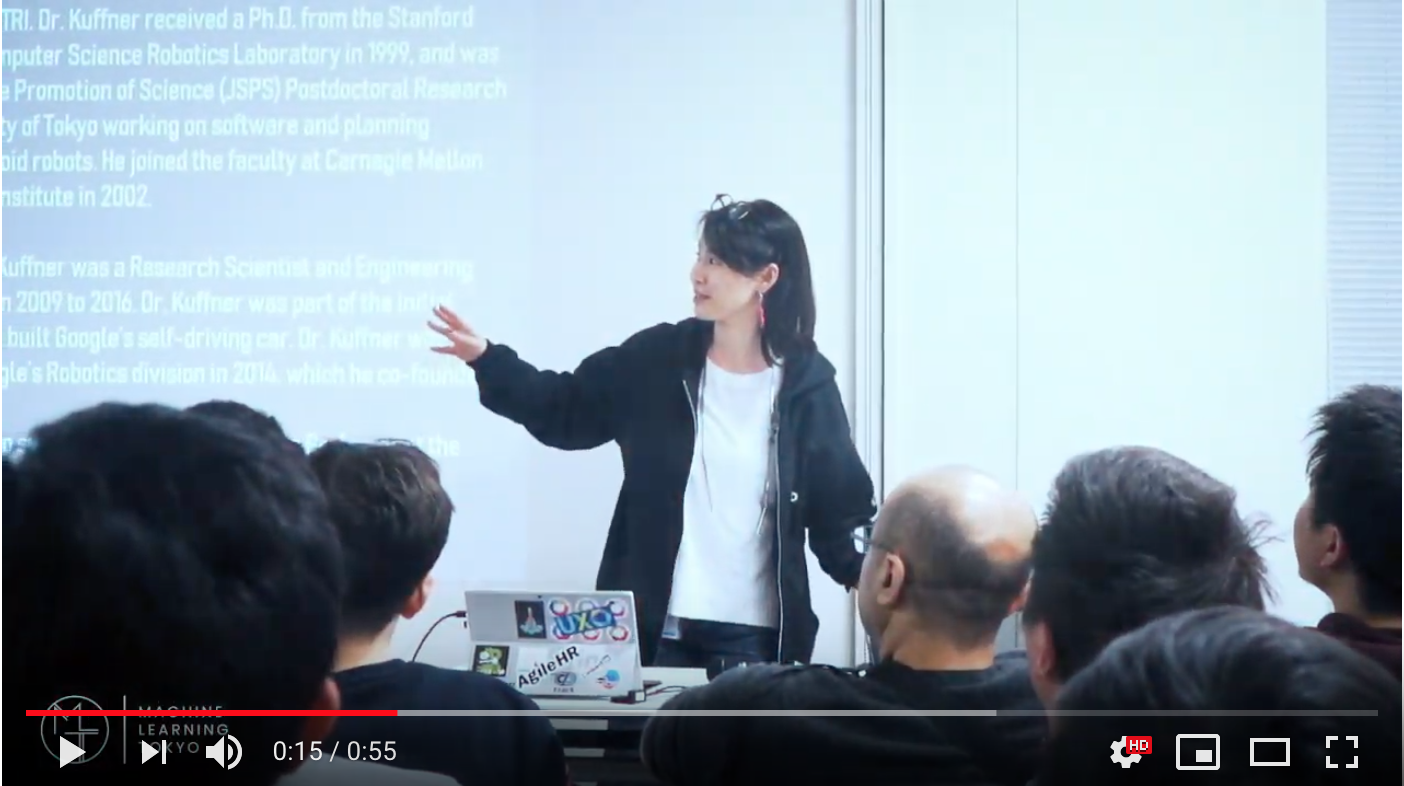 TRI. Dr. Kuffner received a Ph.D. from the Stanford
mputer Science Robotics Laboratory in 1999, and was
e Promotion of Science (JSPS) Postdoctoral Research
ty of Tokyo working on software and planning
oid robots. He joined the faculty at Carnegie Mellon
nstitute in 2002.
Kuffner was a Research Scientist and Engineering
n 2009 to 2016. Dr. Kuffner was part of the initial
built Google's self-driving car. Dr. Kuffner w
gle's Robotics division in 2014, which he co-found
the
UXO
AgileHR
MACHINE
LEARNING
TOKYO
0:15 / 0:55
HD